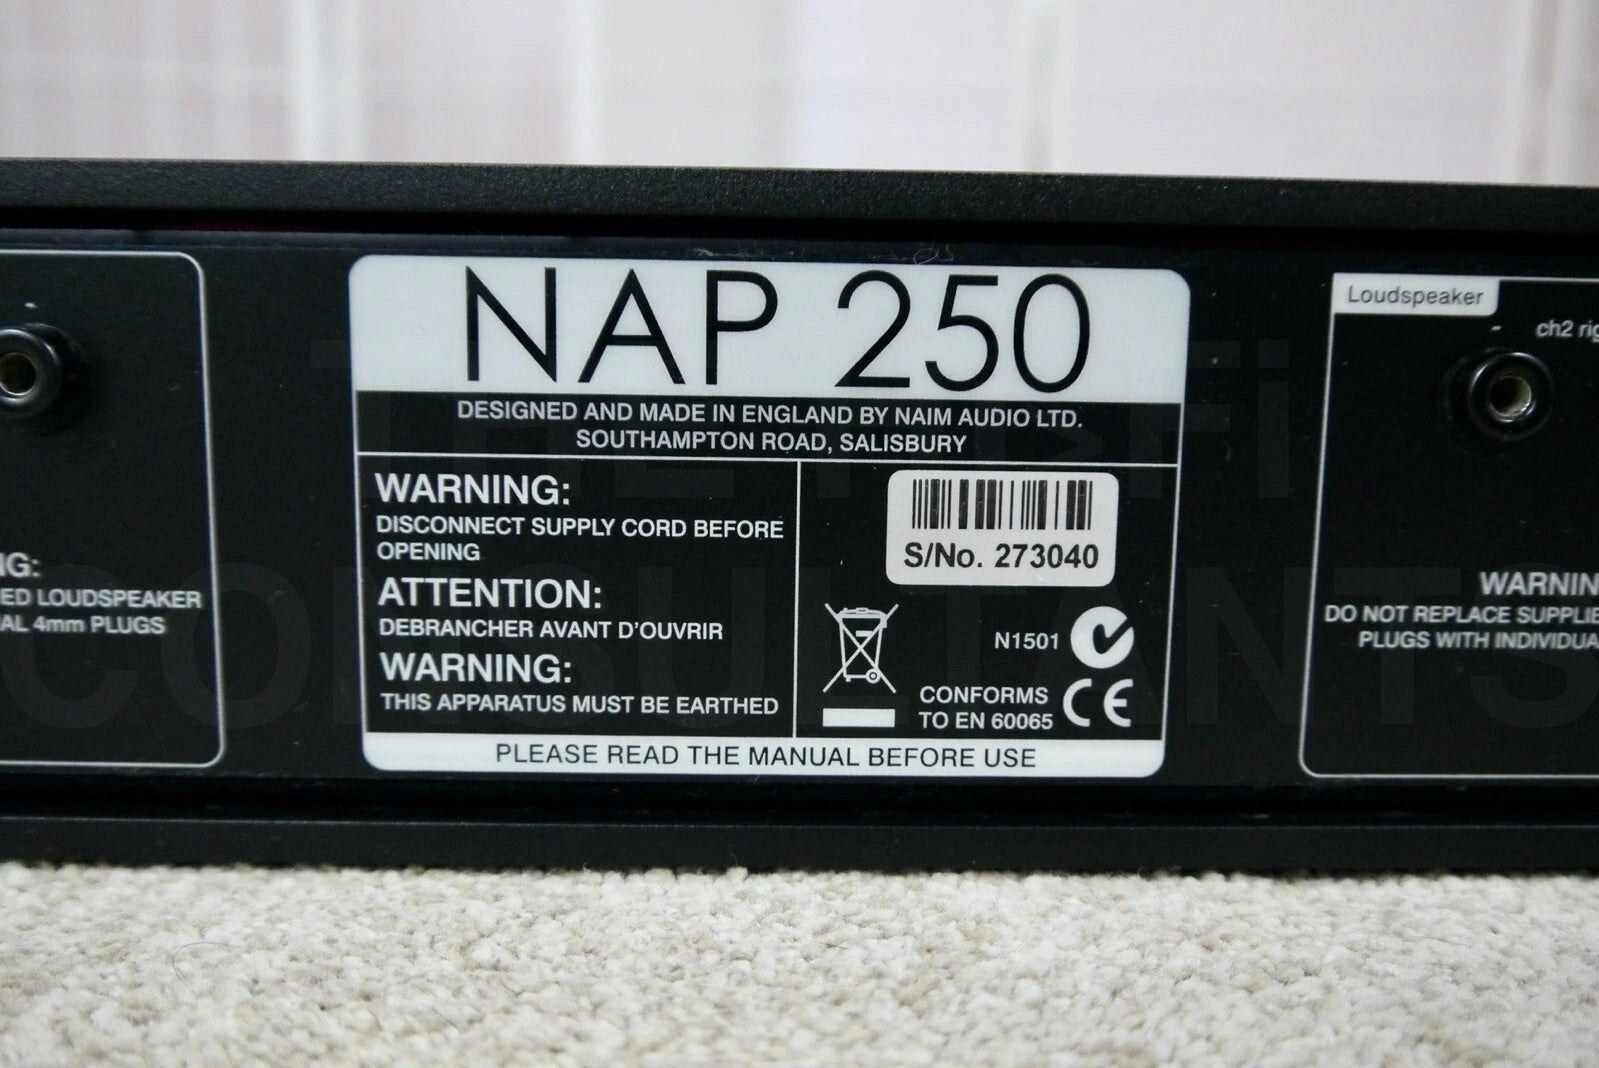 NAP 250
DESIGNED AND MADE IN ENGLAND BY NAIM AUDIO LTD.
SOUTHAMPTON ROAD, SALISBURY
WARNING:
DISCONNECT SUPPLY CORD BEFORE
OPENING
ATTENTION:
DEBRANCHER AVANT D'OUVRIR
WARNING:
THIS APPARATUS MUST BE EARTHED
S/No. 273040
N1501
CONFORMS
TO EN 60065
CE
PLEASE READ THE MANUAL BEFORE USE
NG:
ED LOUDSPEAKER
AL 4mm PLUGS
Loudspeaker
ch2 rig
WARNIN
DO NOT REPLACE SUPPLIE
PLUGS WITH INDIVIDUA
CONSULTANTS